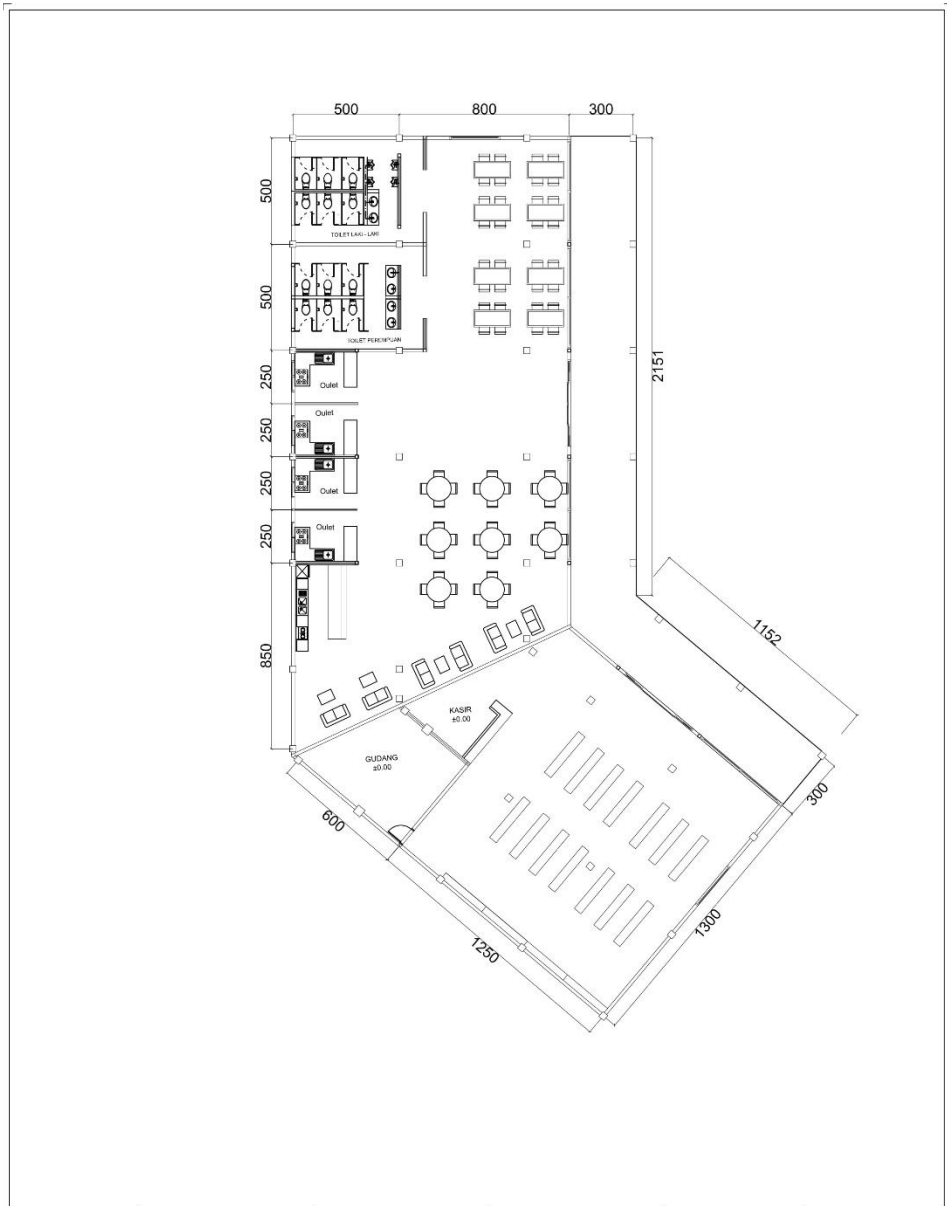 500
800
300
500
TOILET LAKI - LAKI
500
TOILET PEREMPUAN
2151
250
Oulet
Oulet
250
250
Oulet
Oulet
250
1152
850
KASIR
±0.00
GUDANG
±0.00
600
300
1300
1250